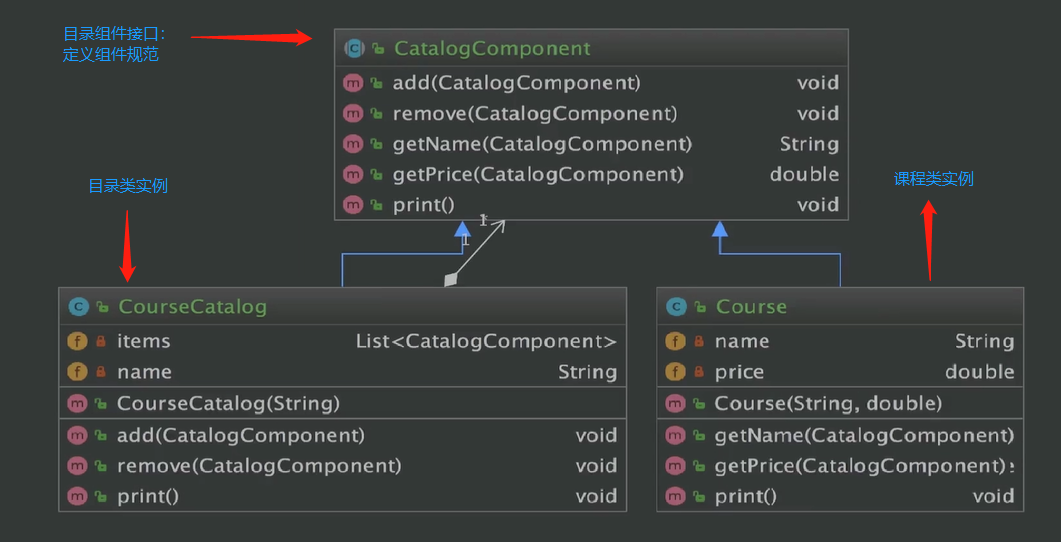 目录组件接口：
定义组件规范
CatalogComponent
add(CatalogComponent) void
remove(CatalogComponent) void
getName(CatalogComponent) String
getPrice(CatalogComponent) double
print() void
目录类实例
课程类实例
1
CourseCatalog
items List<CatalogComponent>
name String
CourseCatalog(String)
add(CatalogComponent) void
remove(CatalogComponent) void
print() void
Course
name String
price double
Course(String, double)
getName(CatalogComponent)
getPrice(CatalogComponent)
print() void